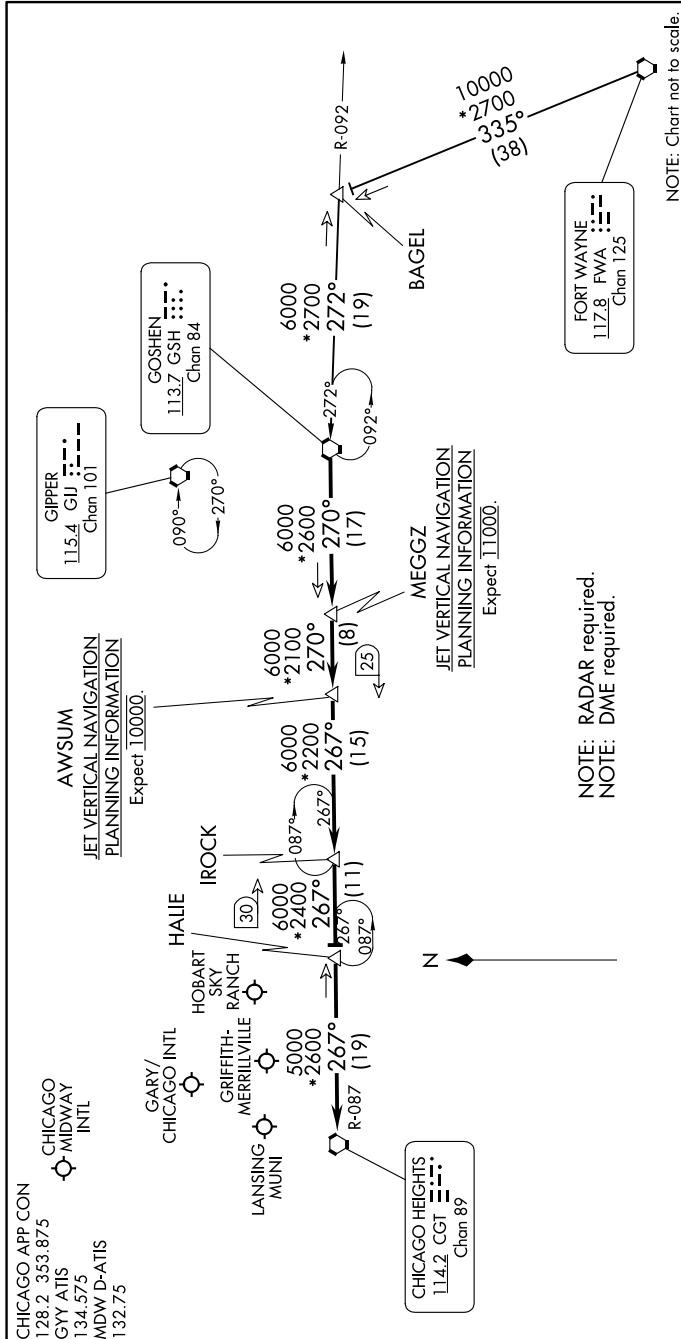 CHICAGO APP CON
128.2 353.875
GYY ATIS
134.575
MDW D-ATIS
132.75
CHICAGO
MIDWAY
INTL
GARY/
CHICAGO INTL
LANSING
MUNI
GRIFFITH-
MERRILLVILLE
HOBART
SKY
RANCH
CHICAGO HEIGHTS
114.2 CGT
Chan 89
R-087
5000
*2600
267°
(19)
HALIE
30
6000
*2400
267°
(11)
267°
087°
IROCK
087°
267°
6000
*2200
267°
(15)
AWSUM
JET VERTICAL NAVIGATION
PLANNING INFORMATION
Expect 10000.
25
6000
*2100
270°
(8)
MEGGZ
JET VERTICAL NAVIGATION
PLANNING INFORMATION
Expect 11000.
6000
*2600
270°
(17)
GIPPER
115.4 GIJ
Chan 101
090°
270°
GOSHEN
113.7 GSH
Chan 84
272°
092°
6000
*2700
272°
(19)
BAGEL
R-092
10000
*2700
335°
(38)
FORT WAYNE
117.8 FWA
Chan 125
N
NOTE: RADAR required.
NOTE: DME required.
NOTE: Chart not to scale.